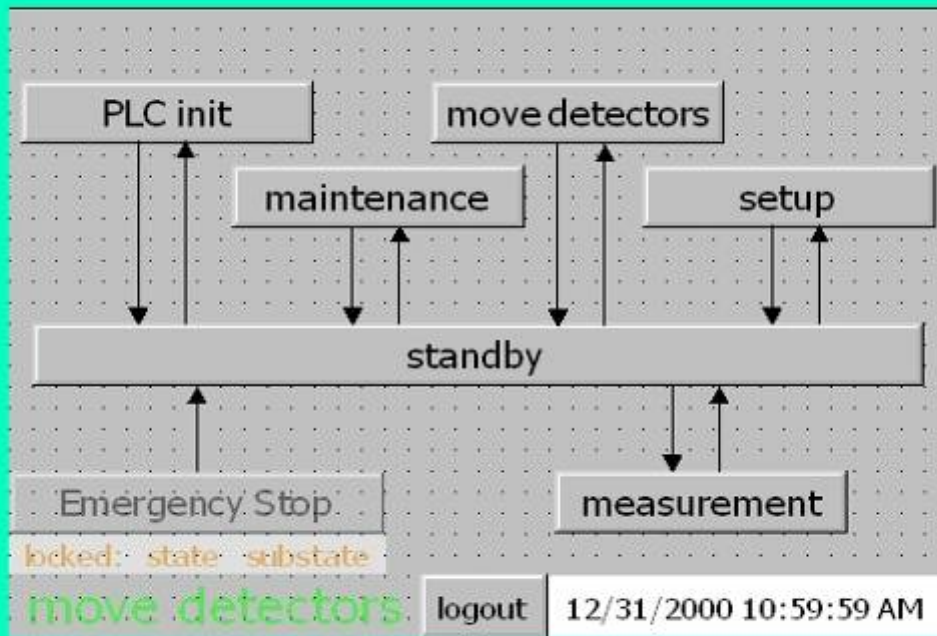 PLC init
move detectors
maintenance
setup
standby
Emergency Stop
measurement
locked: state substate
move detectors
logout
12/31/2000 10:59:59 AM